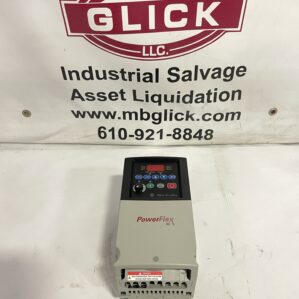 GLICK
LLC.
Industrial Salvage
Asset Liquidation
www.mbglick.com
610-921-8848
PowerFlex